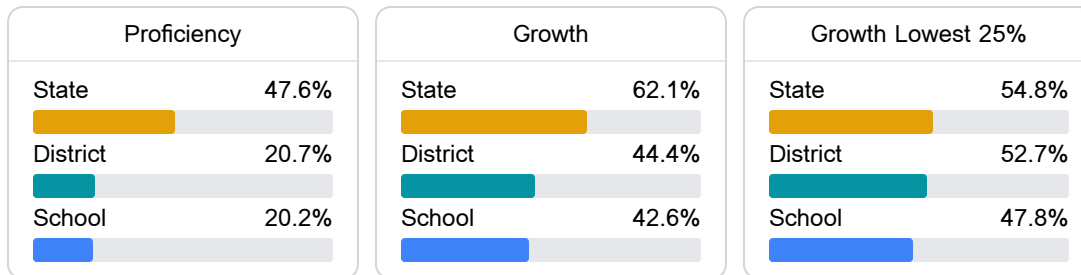 Proficiency
State 47.6%
District 20.7%
School 20.2%
Growth
State 62.1%
District 44.4%
School 42.6%
Growth Lowest 25%
State 54.8%
District 52.7%
School 47.8%